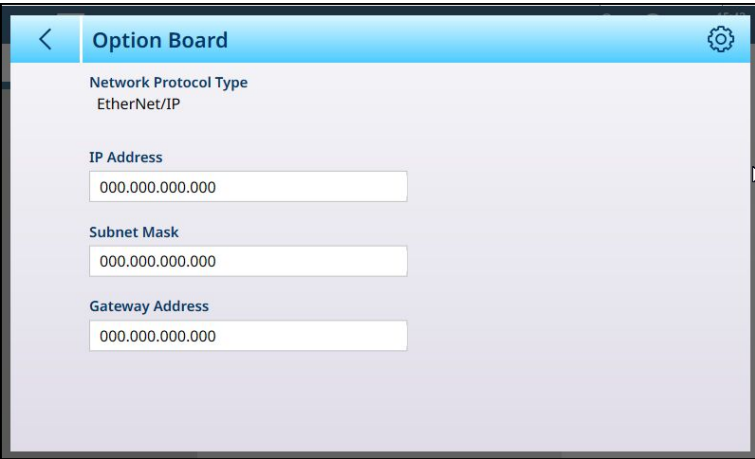 Option Board
Network Protocol Type
EtherNet/IP
IP Address
000.000.000.000
Subnet Mask
000.000.000.000
Gateway Address
000.000.000.000